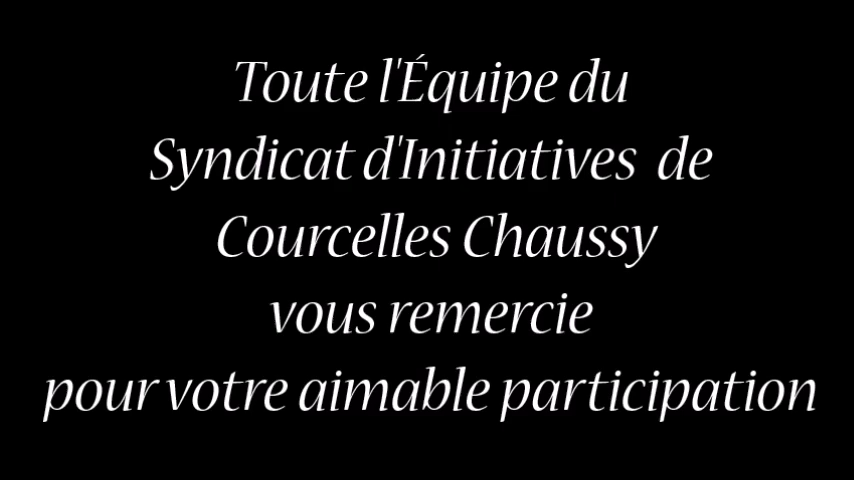 Toute l'Équipe du
Syndicat d'Initiatives de
Courcelles Chaussy
vous remercie
pour votre aimable participation